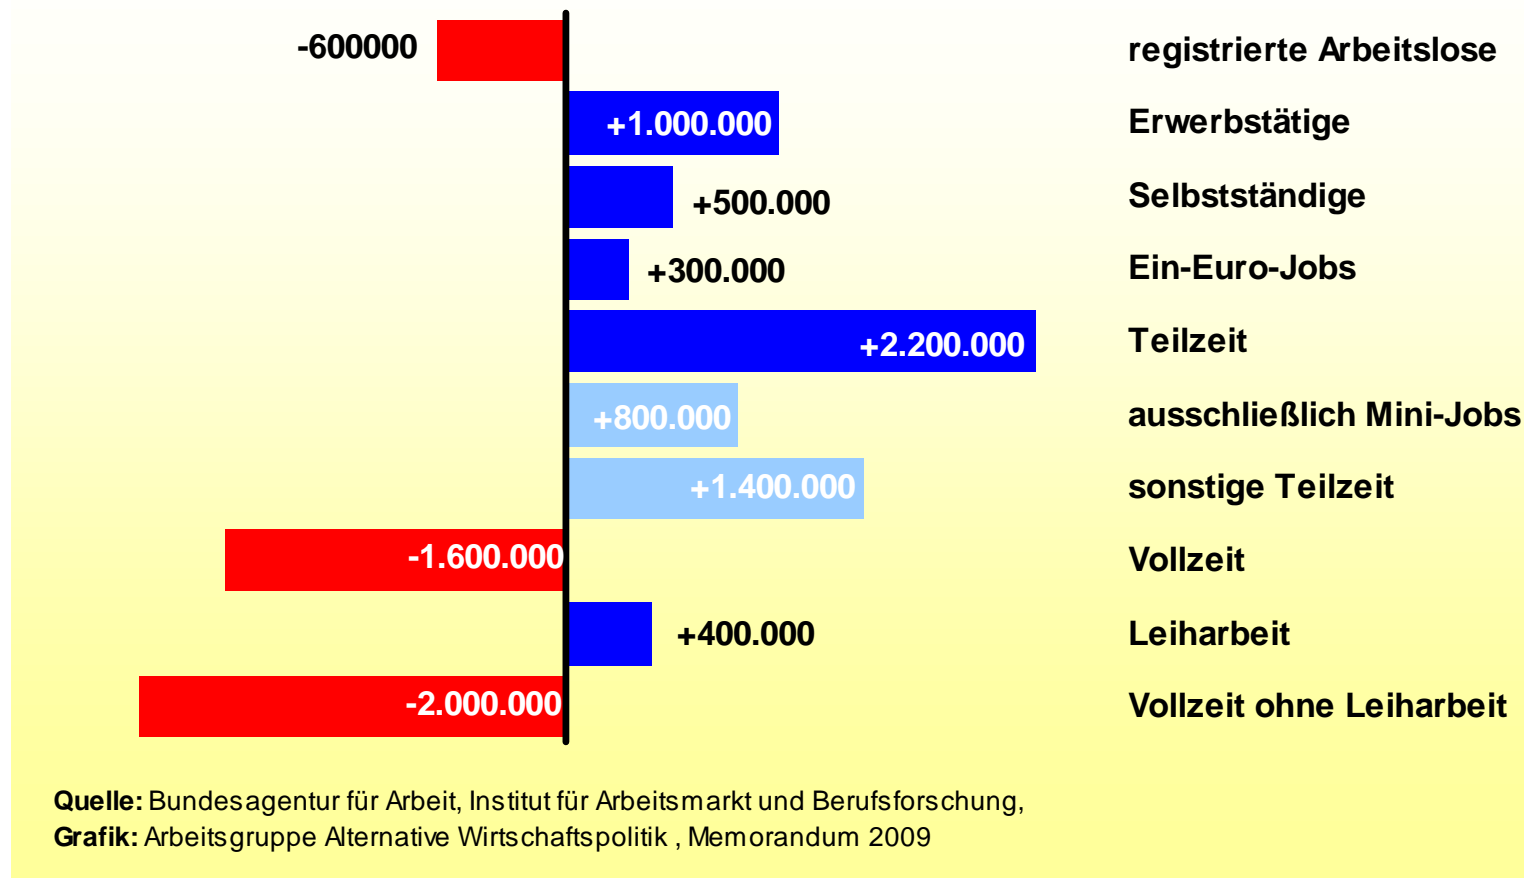 -600000 registrierte Arbeitslose
+1.000.000 Erwerbstätige
+500.000 Selbstständige
+300.000 Ein-Euro-Jobs
+2.200.000 Teilzeit
+800.000 ausschließlich Mini-Jobs
+1.400.000 sonstige Teilzeit
-1.600.000 Vollzeit
+400.000 Leiharbeit
-2.000.000 Vollzeit ohne Leiharbeit
Quelle: Bundesagentur für Arbeit, Institut für Arbeitsmarkt und Berufsforschung,
Grafik: Arbeitsgruppe Alternative Wirtschaftspolitik , Memorandum 2009